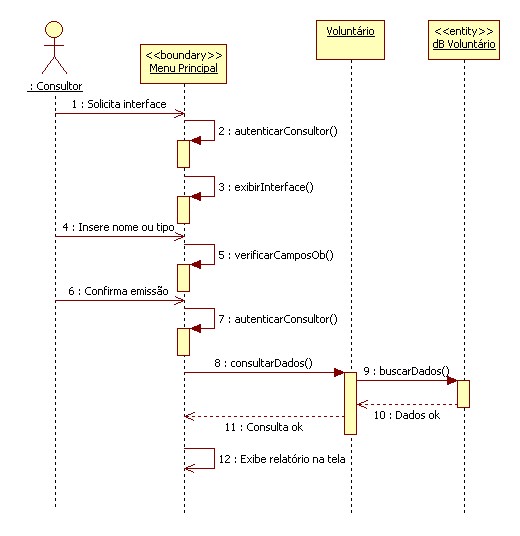 Voluntário
<<entity>>
dB Voluntário
<<boundary>>
Menu Principal
: Consultor
1 : Solicita interface
2 : autenticarConsultor()
3 : exibirInterface()
4 : Insere nome ou tipo
5 : verificarCamposOb()
6 : Confirma emissão
7 : autenticarConsultor()
8 : consultarDados()
9 : buscarDados()
10 : Dados ok
11 : Consulta ok
12 : Exibe relatório na tela